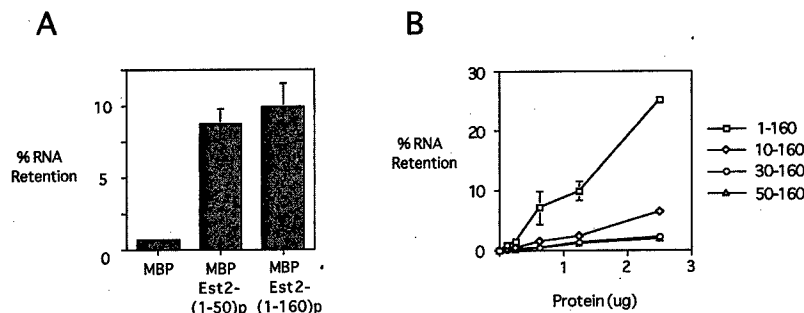 A
10
5
0
% RNA
Retention
MBP
MBP
Est2-
(1-50)p
MBP
Est2-
(1-160)p
B
30
20
10
0
% RNA
Retention
1
2
3
Protein (ug)
1-160
10-160
30-160
50-160